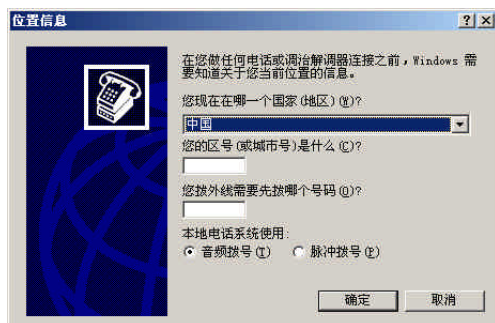 位置信息
在您做任何电话或调治解调器连接之前，Windows 需
要知道关于您当前位置的信息。
您现在在哪一个国家(地区)(W)?
中国
您的区号(或城市号)是什么(C)?
您拨外线需要先拨哪个号码(O)?
本地电话系统使用:
音频拨号(T) 脉冲拨号(P)
确定 取消